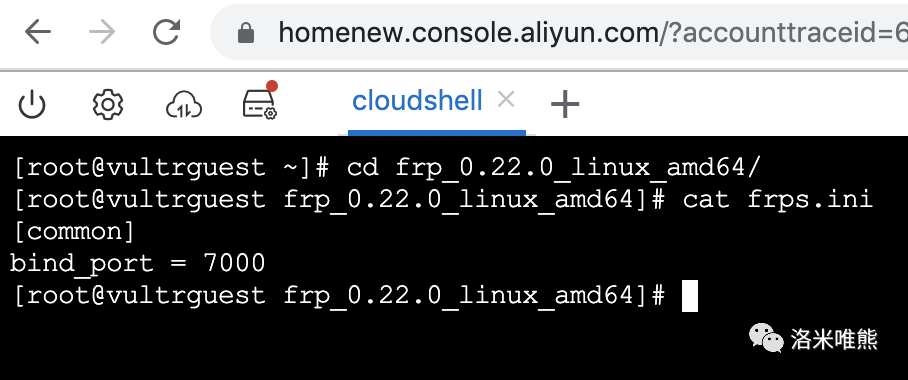 homenew.console.aliyun.com/?accounttraceid=6
cloudshell
[root@vultrguest ~]# cd frp_0.22.0_linux_amd64/
[root@vultrguest frp_0.22.0_linux_amd64]# cat frps.ini
[common]
bind_port = 7000
[root@vultrguest frp_0.22.0_linux_amd64]#
洛米唯熊